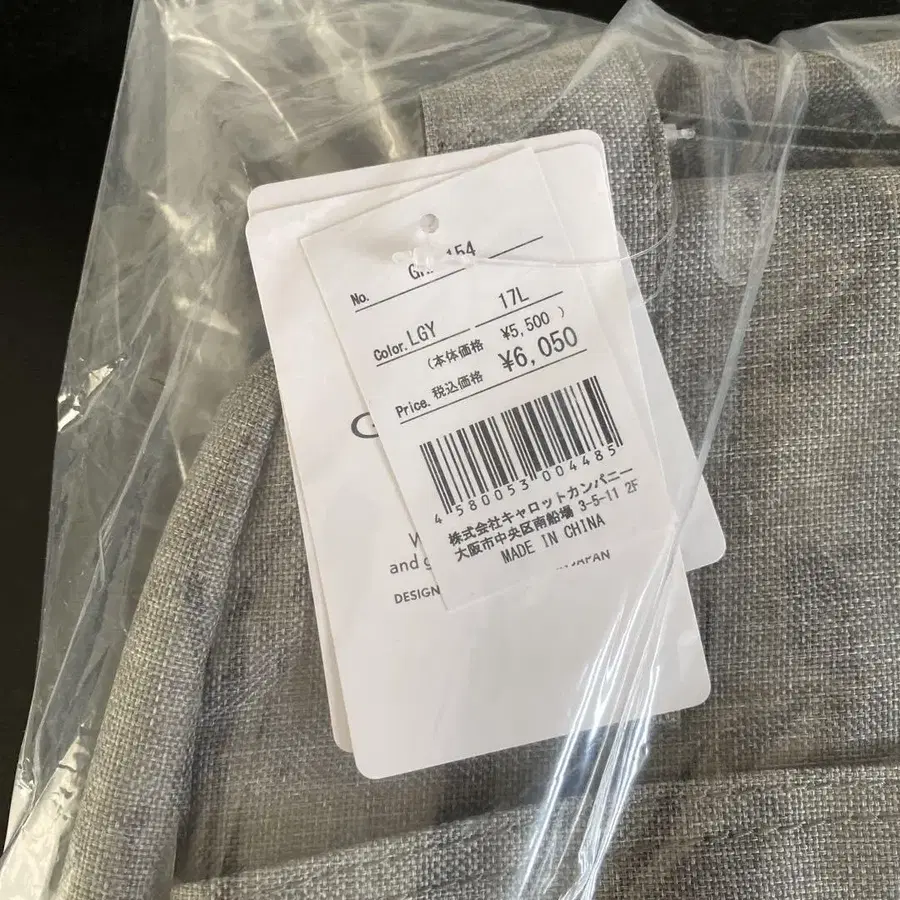 No.
154
Color. LGY 17L
(本体価格 ¥5,500 )
Price. 税込価格 ¥6,050
4 580053 004485
株式会社キャロットカンパニー
大阪市中央区南船場 3-5-11 2F
MADE IN CHINA
G
W
and g
DESIGN JAPAN